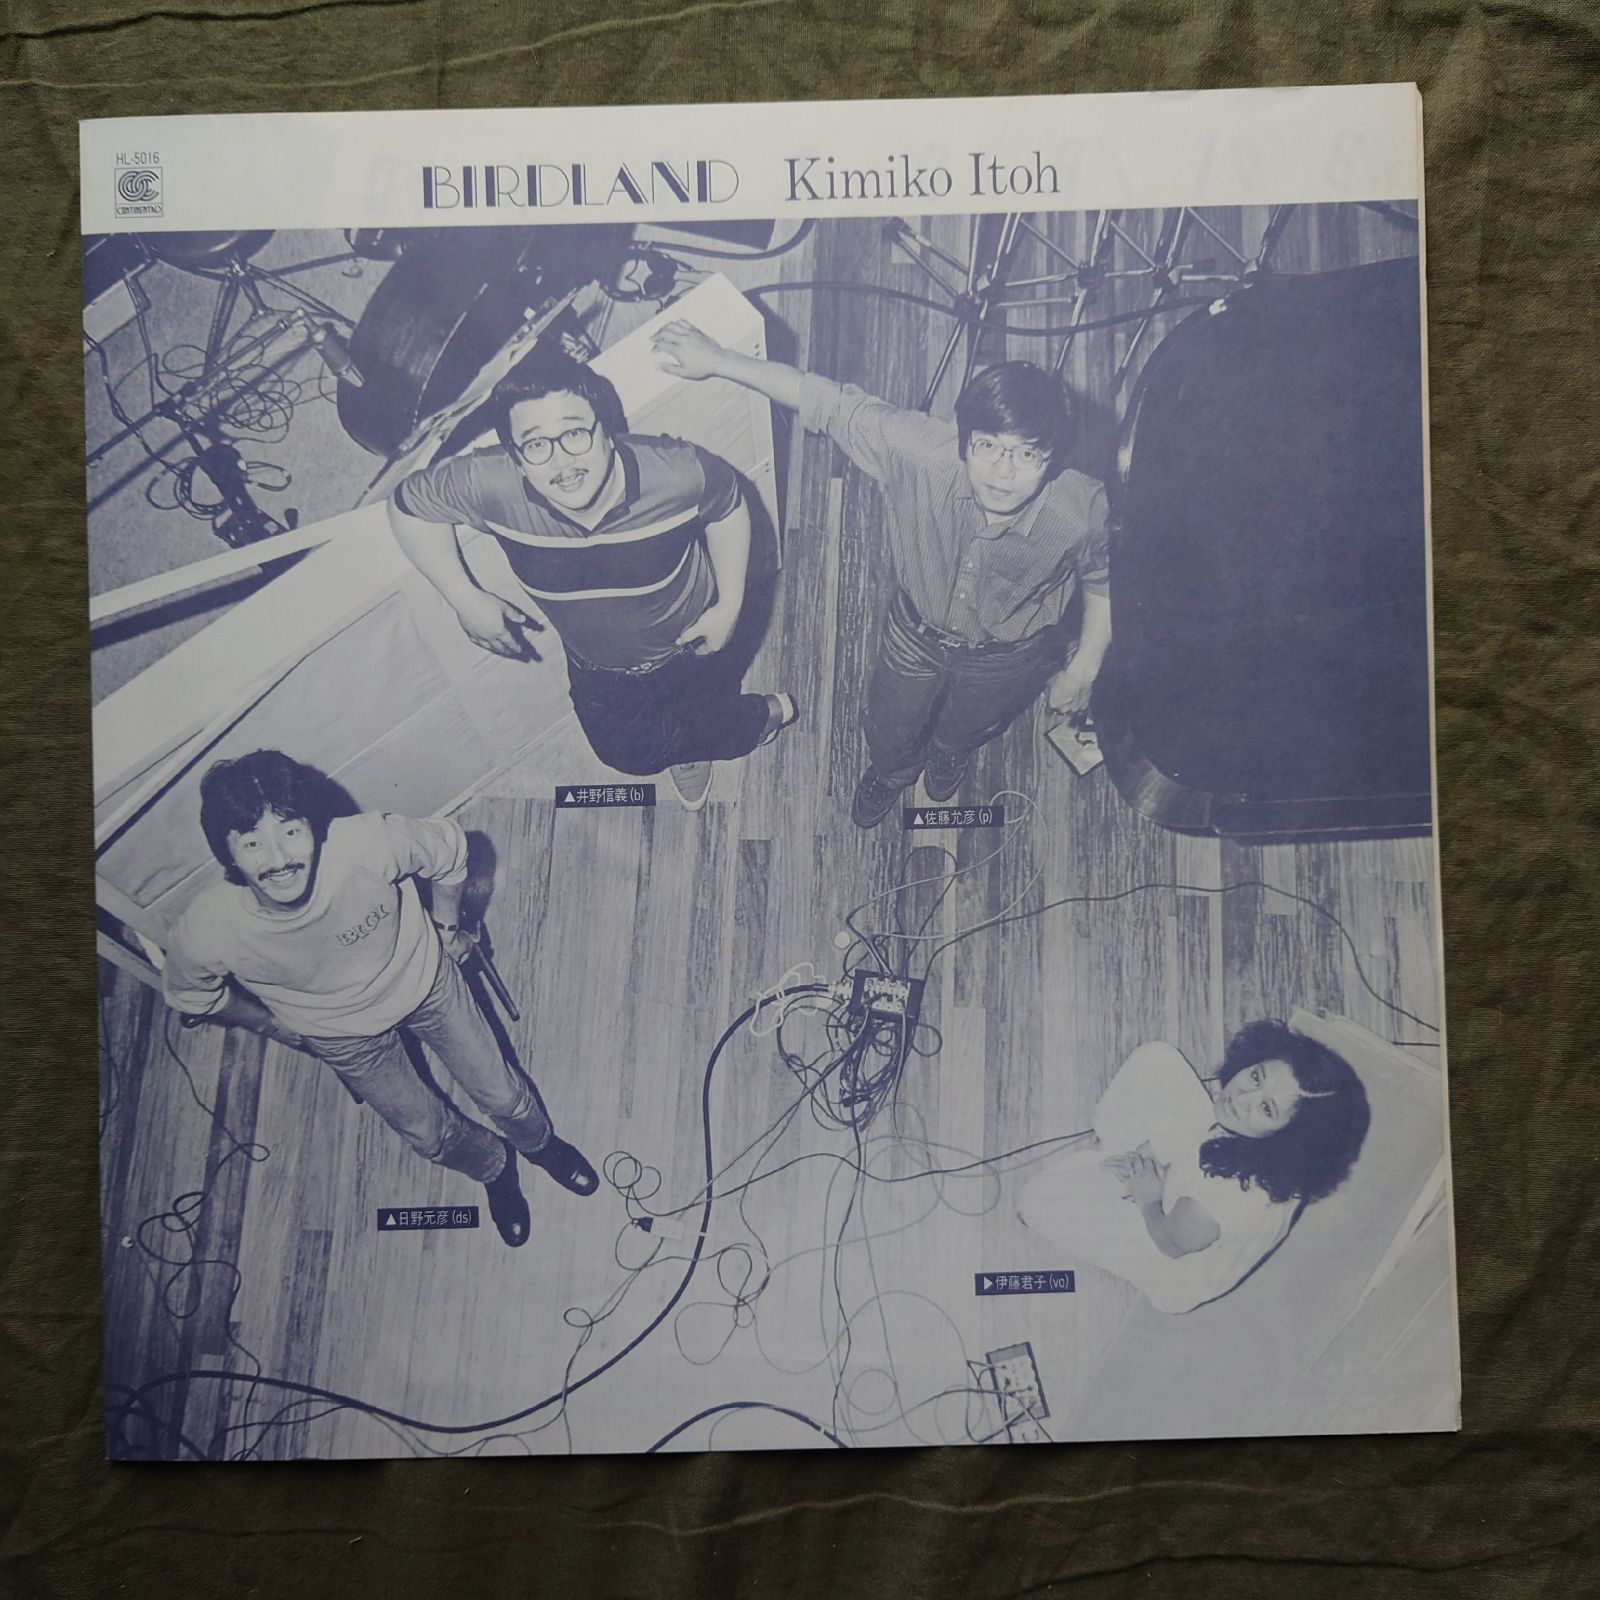 HL-5016
CONTINENTAL
BIRDLAND Kimiko Itoh
▲井野信義(b)
▲佐藤允彦(p)
▲日野元彦(ds)
▶伊藤君子(vo)